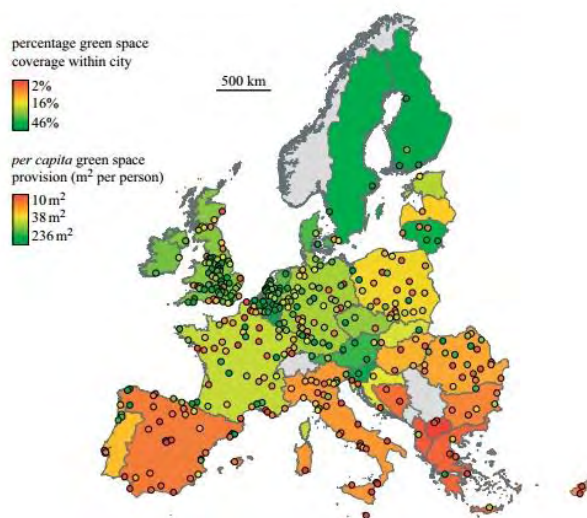 percentage green space
coverage within city
2%
16%
46%
500 km
per capita green space
provision (m² per person)
10 m²
38 m²
236 m²